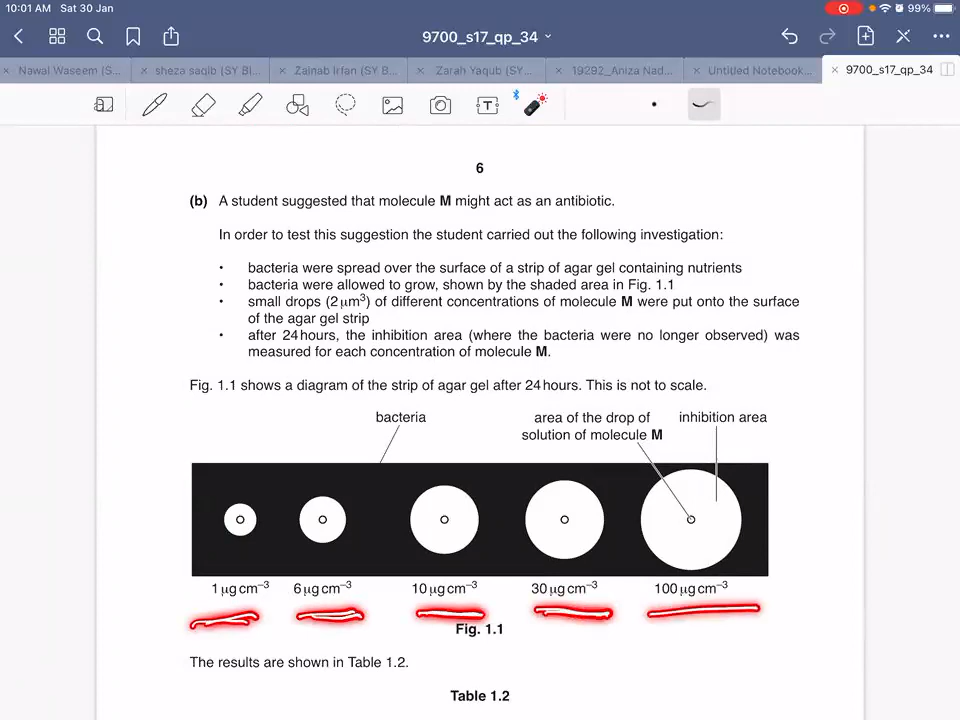 10:01 AM Sat 30 Jan
99%
9700_s17_qp_34
Nawal Waseem (S...
sheza saqib (SY Bi...
Zainab Irfan (SY B...
Zarah Yaqub (SY...
19292_Aniza Nad...
Untitled Notebook...
9700_s17_qp_34
6
(b) A student suggested that molecule M might act as an antibiotic.
In order to test this suggestion the student carried out the following investigation:
• bacteria were spread over the surface of a strip of agar gel containing nutrients
• bacteria were allowed to grow, shown by the shaded area in Fig. 1.1
• small drops (2 μm³) of different concentrations of molecule M were put onto the surface
of the agar gel strip
• after 24 hours, the inhibition area (where the bacteria were no longer observed) was
measured for each concentration of molecule M.
Fig. 1.1 shows a diagram of the strip of agar gel after 24 hours. This is not to scale.
bacteria
area of the drop of
solution of molecule M
inhibition area
1 μg cm⁻³ 6 μg cm⁻³ 10 μg cm⁻³ 30 μg cm⁻³ 100 μg cm⁻³
Fig. 1.1
The results are shown in Table 1.2.
Table 1.2